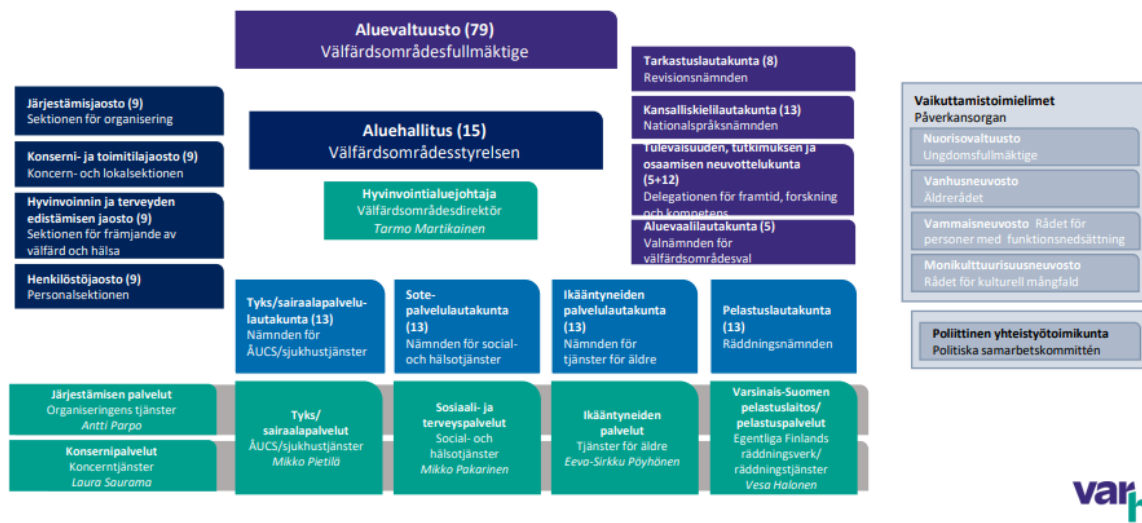 Aluevaltuusto (79)
Välfärdsområdesfullmäktige
Järjestämisjaosto (9)
Sektionen för organisering
Konserni- ja toimitilajaosto (9)
Koncern- och lokalsektionen
Hyvinvoinnin ja terveyden
edistämisen jaosto (9)
Sektionen för främjande av
välfärd och hälsa
Henkilöstöjaosto (9)
Personalsektionen
Aluehallitus (15)
Välfärdsområdesstyrelsen
Hyvinvointialuejohtaja
Välfärdsområdesdirektör
Tarmo Martikainen
Tarkastuslautakunta (8)
Revisionsnämnden
Kansalliskielilautakunta (13)
Nationalspråksnämnden
Tulevaisuuden, tutkimuksen ja
osaamisen neuvottelukunta
(5+12)
Delegationen för framtid, forskning
och kompetens
Aluevaalilautakunta (5)
Valnämnden för
välfärdsområdesval
Vaikuttamistoimielimet
Påverkansorgan
Nuorisovaltuusto
Ungdomsfullmäktige
Vanhusneuvosto
Äldrerådet
Vammaisneuvosto Rådet för
personer med funktionsnedsättning
Monikulttuurisuusneuvosto
Rådet för kulturell mångfald
Poliittinen yhteistyötoimikunta
Politiska samarbetskommittén
Tyks/sairaalapalvelu-
lautakunta (13)
Nämnden för
ÅUCS/sjukhustjänster
Sote-
palvelulautakunta
(13)
Nämnden för social-
och hälsotjänster
Ikääntyneiden
palvelulautakunta
(13)
Nämnden för
tjänster för äldre
Pelastuslautakunta
(13)
Räddningsnämnden
Järjestämisen palvelut
Organiseringens tjänster
Antti Parpo
Konsernipalvelut
Koncerntjänster
Laura Saurama
Tyks/
sairaalapalvelut
ÅUCS/sjukhustjänster
Mikko Pietilä
Sosiaali- ja
terveyspalvelut
Social- och
hälsotjänster
Mikko Pakarinen
Ikääntyneiden
palvelut
Tjänster för äldre
Eeva-Sirkku Pöyhönen
Varsinais-Suomen
pelastuslaitos/
pelastuspalvelut
Egentliga Finlands
räddningsverk/
räddningstjänster
Vesa Halonen
var